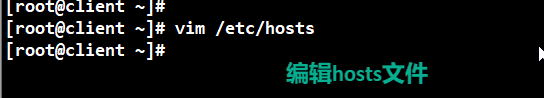 [root@client ~]#
[root@client ~]# vim /etc/hosts
[root@client ~]#
编辑hosts文件